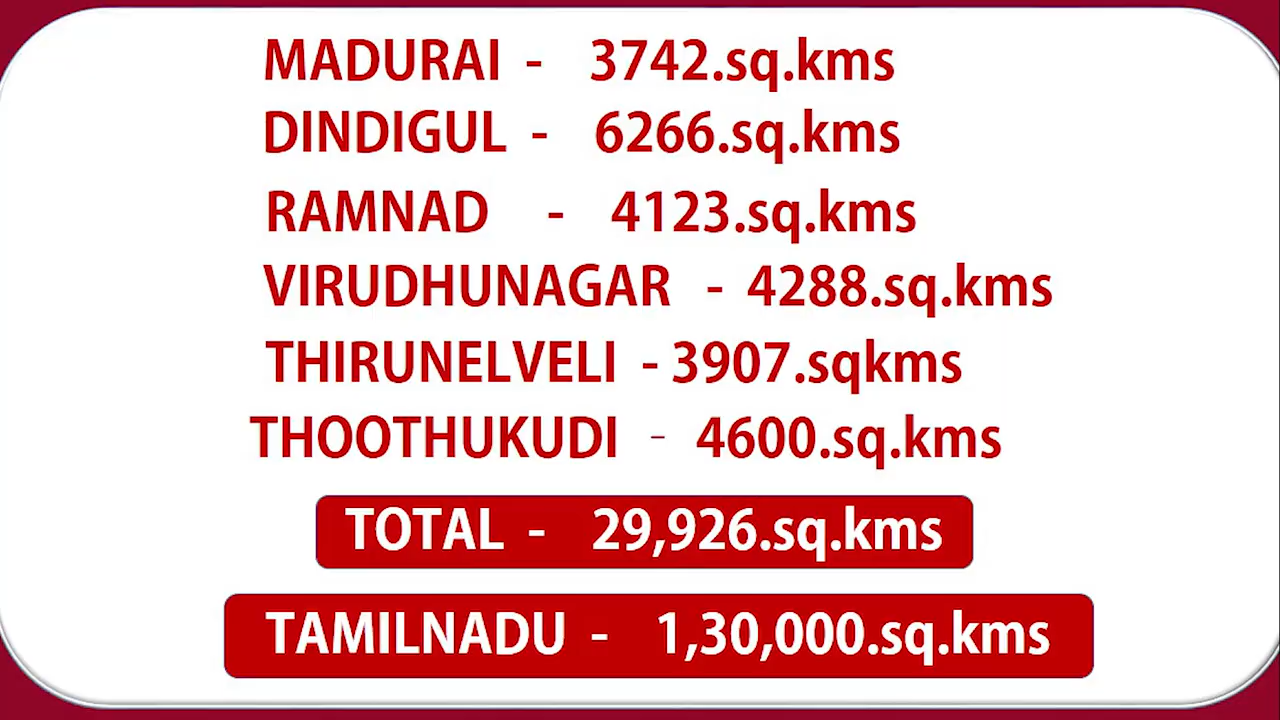 MADURAI - 3742.sq.kms
DINDIGUL - 6266.sq.kms
RAMNAD - 4123.sq.kms
VIRUDHUNAGAR - 4288.sq.kms
THIRUNELVELI - 3907.sqkms
THOOTHUKUDI - 4600.sq.kms
TOTAL - 29,926.sq.kms
TAMILNADU - 1,30,000.sq.kms